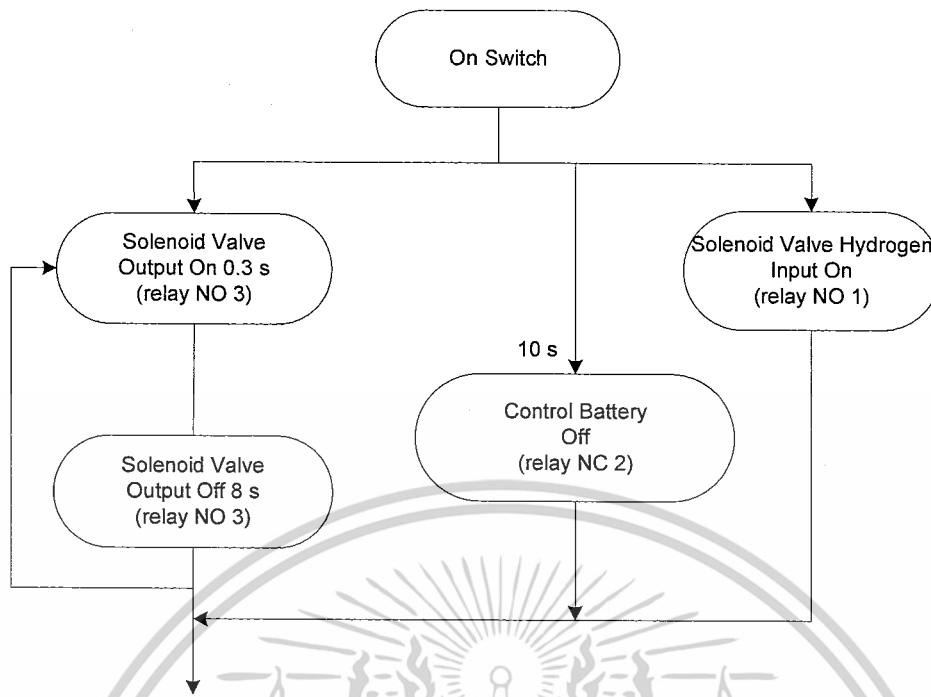 On Switch
Solenoid Valve
Output On 0.3 s
(relay NO 3)
Solenoid Valve Hydrogen
Input On
(relay NO 1)
10 s
Control Battery
Off
(relay NC 2)
Solenoid Valve
Output Off 8 s
(relay NO 3)